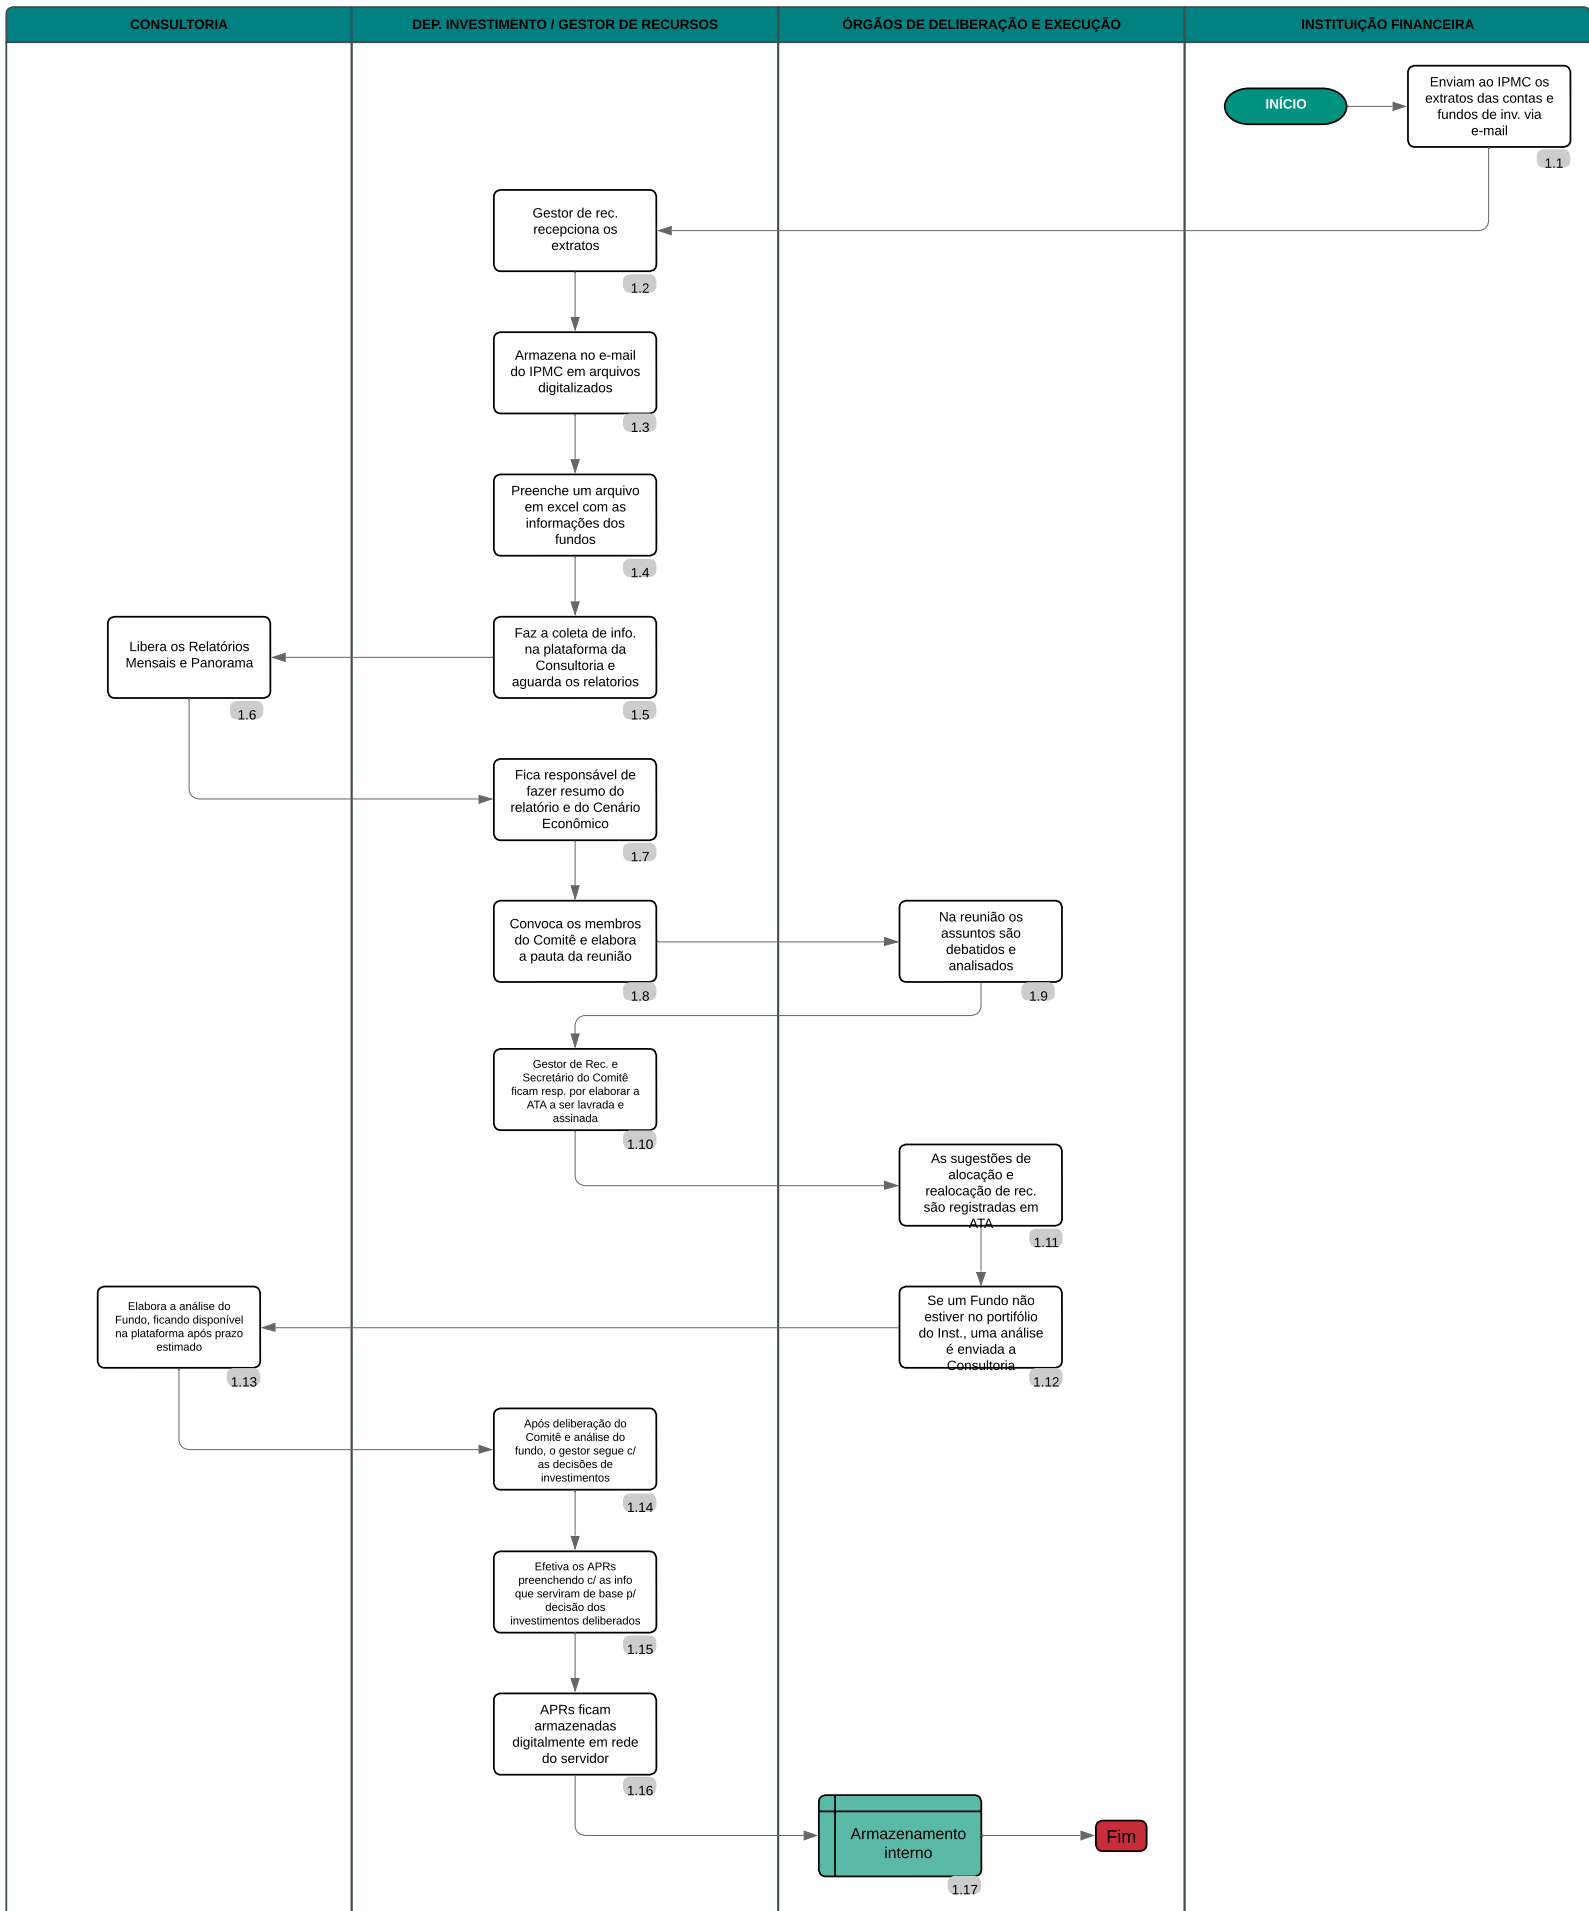 CONSULTORIA
DEP. INVESTIMENTO / GESTOR DE RECURSOS
ÓRGÃOS DE DELIBERAÇÃO E EXECUÇÃO
INSTITUIÇÃO FINANCEIRA
INÍCIO
Enviam ao IPMC os
extratos das contas e
fundos de inv. via
e-mail
1.1
Gestor de rec.
recepciona os
extratos
1.2
Armazena no e-mail
do IPMC em arquivos
digitalizados
1.3
Preenche um arquivo
em excel com as
informações dos
fundos
1.4
Faz a coleta de info.
na plataforma da
Consultoria e
aguarda os relatorios
1.5
Libera os Relatórios
Mensais e Panorama
1.6
Fica responsável de
fazer resumo do
relatório e do Cenário
Econômico
1.7
Convoca os membros
do Comitê e elabora
a pauta da reunião
1.8
Na reunião os
assuntos são
debatidos e
analisados
1.9
Gestor de Rec. e
Secretário do Comitê
ficam resp. por elaborar a
ATA a ser lavrada e
assinada
1.10
As sugestões de
alocação e
realocação de rec.
são registradas em
ATA
1.11
Se um Fundo não
estiver no portifólio
do Inst., uma análise
é enviada a
Consultoria
1.12
Elabora a análise do
Fundo, ficando disponível
na plataforma após prazo
estimado
1.13
Após deliberação do
Comitê e análise do
fundo, o gestor segue c/
as decisões de
investimentos
1.14
Efetiva os APRs
preenchendo c/ as info
que serviram de base p/
decisão dos
investimentos deliberados
1.15
APRs ficam
armazenadas
digitalmente em rede
do servidor
1.16
Armazenamento
interno
1.17
Fim